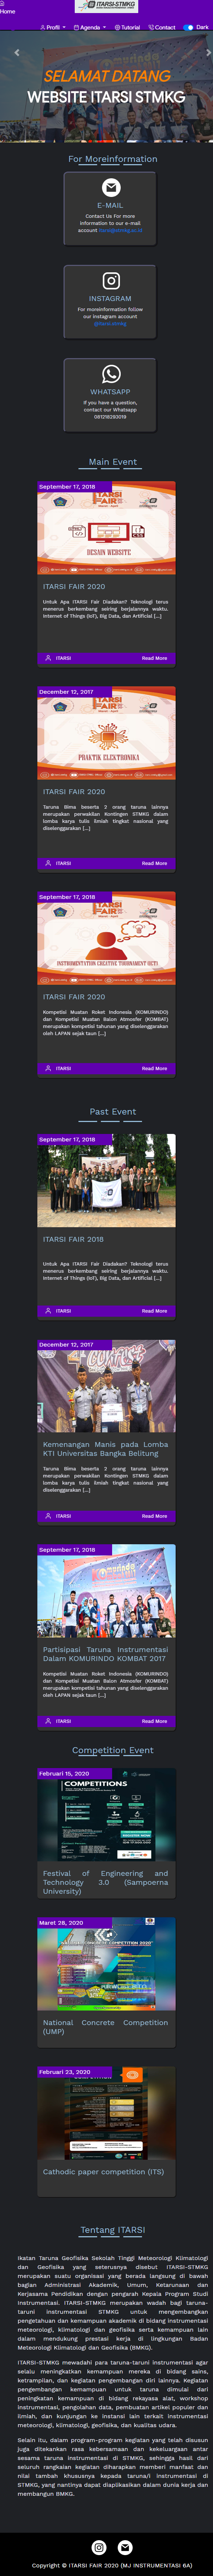 ITARSI-STMKG
Home
Profil
Agenda
Tutorial
Contact
Dark
SELAMAT DATANG
WEBSITE ITARSI STMKG
For Moreinformation
E-MAIL
Contact Us For more
information to our e-mail
INSTAGRAM
For moreinformation follow
our instagram account
WHATSAPP
If you have a question,
contact our Whatsapp
081218293019
Main Event
September 17, 2018
ITARSI FAIR
DESAIN WEBSITE
ITARSI FAIR 2020
Untuk Apa ITARSI Fair Diadakan? Teknologi terus
menerus berkembang seiring berjalannya waktu.
Internet of Things (IoT), Big Data, dan Artificial [...]
ITARSI
Read More
December 12, 2017
ITARSI FAIR
PRAKTIK ELEKTRONIKA
ITARSI FAIR 2020
Taruna Bima beserta 2 orang taruna lainnya
merupakan perwakilan Kontingen STMKG dalam
lomba karya tulis ilmiah tingkat nasional yang
diselenggarakan [...]
ITARSI
Read More
September 17, 2018
ITARSI FAIR
INSTRUMENTATION CREATIVE TOURNAMENT (ICT)
ITARSI FAIR 2020
Kompetisi Muatan Roket Indonesia (KOMURINDO)
dan Kompetisi Muatan Balon Atmosfer (KOMBAT)
merupakan kompetisi tahunan yang diselenggarakan
oleh LAPAN sejak taun [...]
ITARSI
Read More
Past Event
September 17, 2018
ITARSI FAIR 2018
Untuk Apa ITARSI Fair Diadakan? Teknologi terus
menerus berkembang seiring berjalannya waktu.
Internet of Things (IoT), Big Data, dan Artificial [...]
ITARSI
Read More
December 12, 2017
Kemenangan Manis pada Lomba
KTI Universitas Bangka Belitung
Taruna Bima beserta 2 orang taruna lainnya
merupakan perwakilan Kontingen STMKG dalam
lomba karya tulis ilmiah tingkat nasional yang
diselenggarakan [...]
ITARSI
Read More
September 17, 2018
Partisipasi Taruna Instrumentasi
Dalam KOMURINDO KOMBAT 2017
Kompetisi Muatan Roket Indonesia (KOMURINDO)
dan Kompetisi Muatan Balon Atmosfer (KOMBAT)
merupakan kompetisi tahunan yang diselenggarakan
oleh LAPAN sejak taun [...]
ITARSI
Read More
Competition Event
Februari 15, 2020
COMPETITIONS
Festival of Engineering and
Technology 3.0 (Sampoerna
University)
Maret 28, 2020
National Concrete Competition
(UMP)
Februari 23, 2020
Cathodic paper competition (ITS)
Tentang ITARSI
Ikatan Taruna Geofisika Sekolah Tinggi Meteorologi Klimatologi
dan Geofisika yang seterusnya disebut ITARSI-STMKG
merupakan suatu organisasi yang berada langsung di bawah
bagian Administrasi Akademik, Umum, Ketarunaan dan
Kerjasama Pendidikan dengan pengarah Kepala Program Studi
Instrumentasi. ITARSI-STMKG merupakan wadah bagi taruna-
taruni instrumentasi STMKG untuk mengembangkan
pengetahuan dan kemampuan akademik di bidang instrumentasi
meteorologi, klimatologi dan geofisika serta kemampuan lain
dalam mendukung prestasi kerja di lingkungan Badan
Meteorologi Klimatologi dan Geofisika (BMKG).
ITARSI-STMKG mewadahi para taruna-taruni instrumentasi agar
selalu meningkatkan kemampuan mereka di bidang sains,
ketrampilan, dan kegiatan pengembangan diri lainnya. Kegiatan
pengembangan kemampuan untuk taruna dimulai dari
peningkatan kemampuan di bidang rekayasa alat, workshop
instrumentasi, pengolahan data, pembuatan artikel populer dan
ilmiah, dan kunjungan ke instansi lain terkait instrumentasi
meteorologi, klimatologi, geofisika, dan kualitas udara.
Selain itu, dalam program-program kegiatan yang telah disusun
juga ditekankan rasa kebersamaan dan kekeluargaan antar
sesama taruna instrumentasi di STMKG, sehingga hasil dari
seluruh rangkaian kegiatan diharapkan memberi manfaat dan
nilai tambah khususnya kepada taruna/i instrumentasi di
STMKG, yang nantinya dapat diaplikasikan dalam dunia kerja dan
membangun BMKG.
Copyright © ITARSI FAIR 2020 (MJ INSTRUMENTASI 6A)